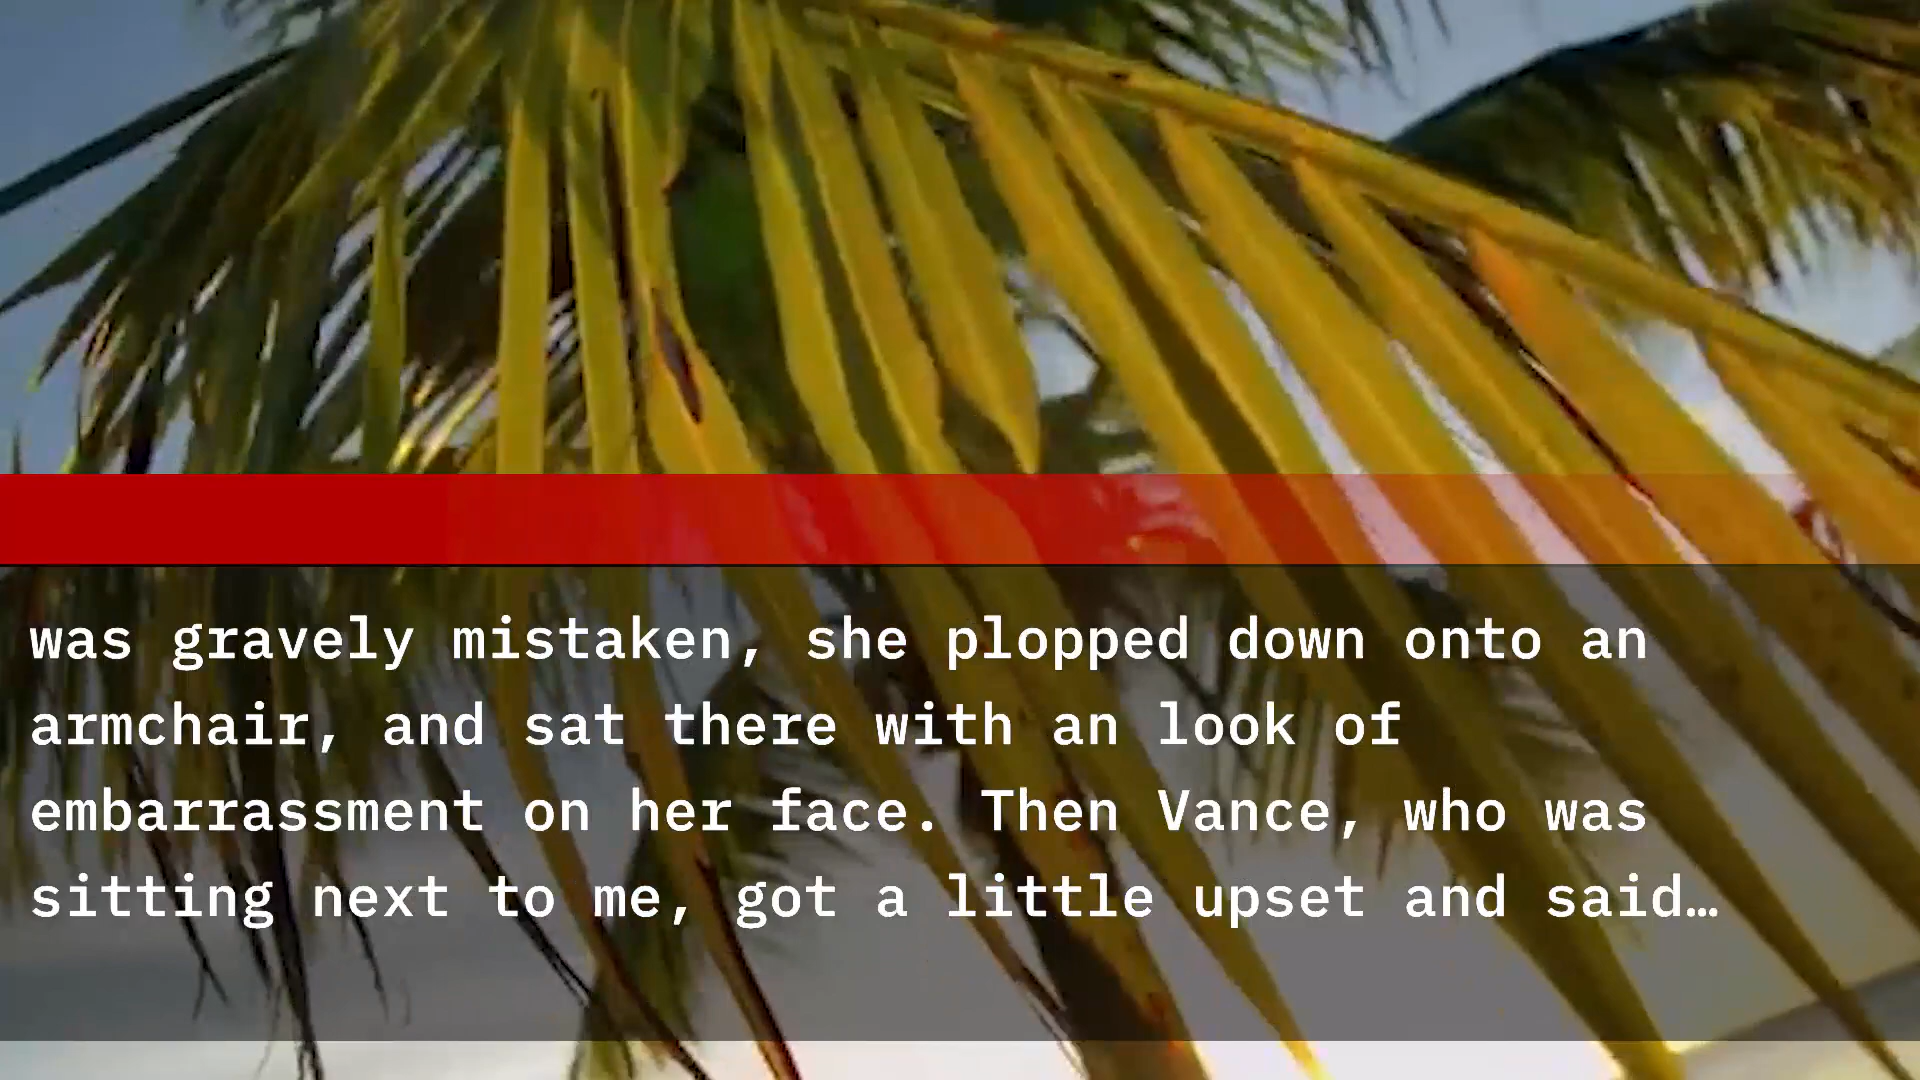 was gravely mistaken, she plopped down onto an
armchair, and sat there with an look of
embarrassment on her face. Then Vance, who was
sitting next to me, got a little upset and said…